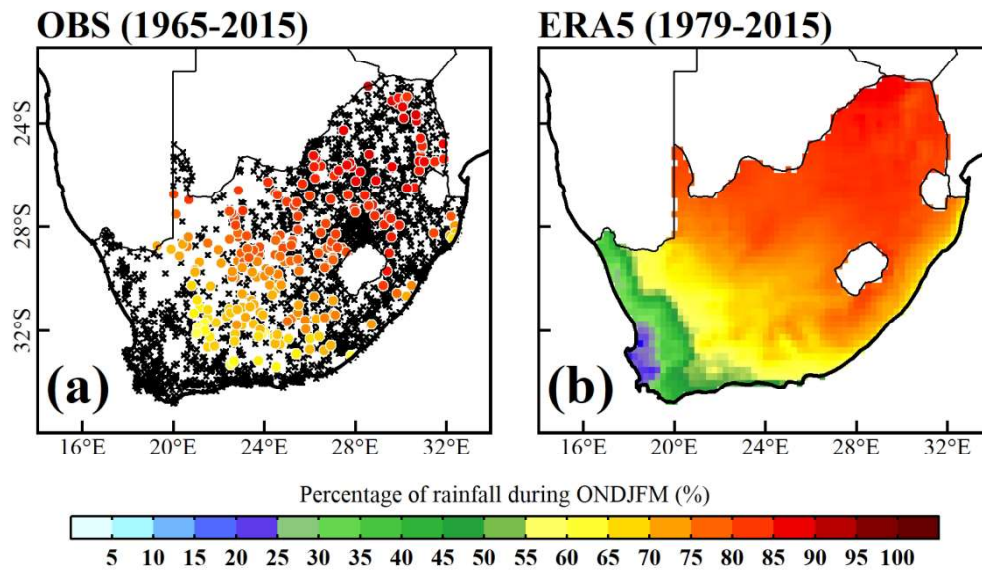 OBS (1965-2015) ERA5 (1979-2015)
24°S
28°S
32°S
(a) (b)
16°E 20°E 24°E 28°E 32°E 16°E 20°E 24°E 28°E 32°E
Percentage of rainfall during ONDJFM (%)
5 10 15 20 25 30 35 40 45 50 55 60 65 70 75 80 85 90 95 100